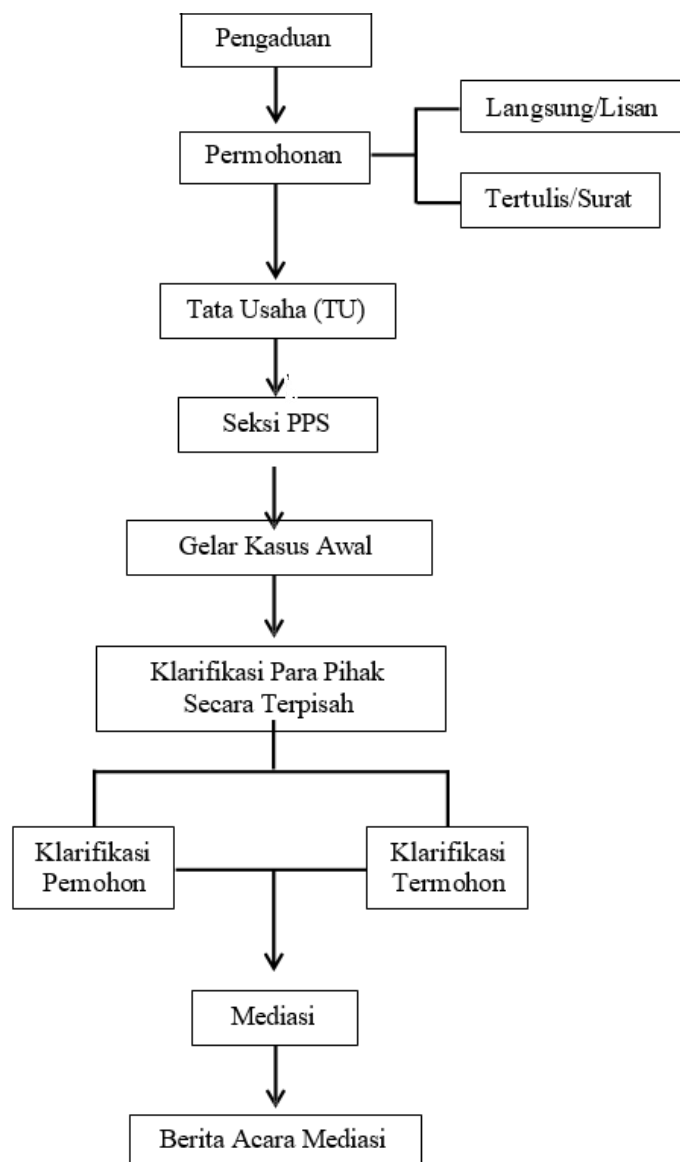 Pengaduan
Langsung/Lisan
Permohonan
Tertulis/Surat
Tata Usaha (TU)
Seksi PPS
Gelar Kasus Awal
Klarifikasi Para Pihak
Secara Terpisah
Klarifikasi
Pemohon
Klarifikasi
Termohon
Mediasi
Berita Acara Mediasi